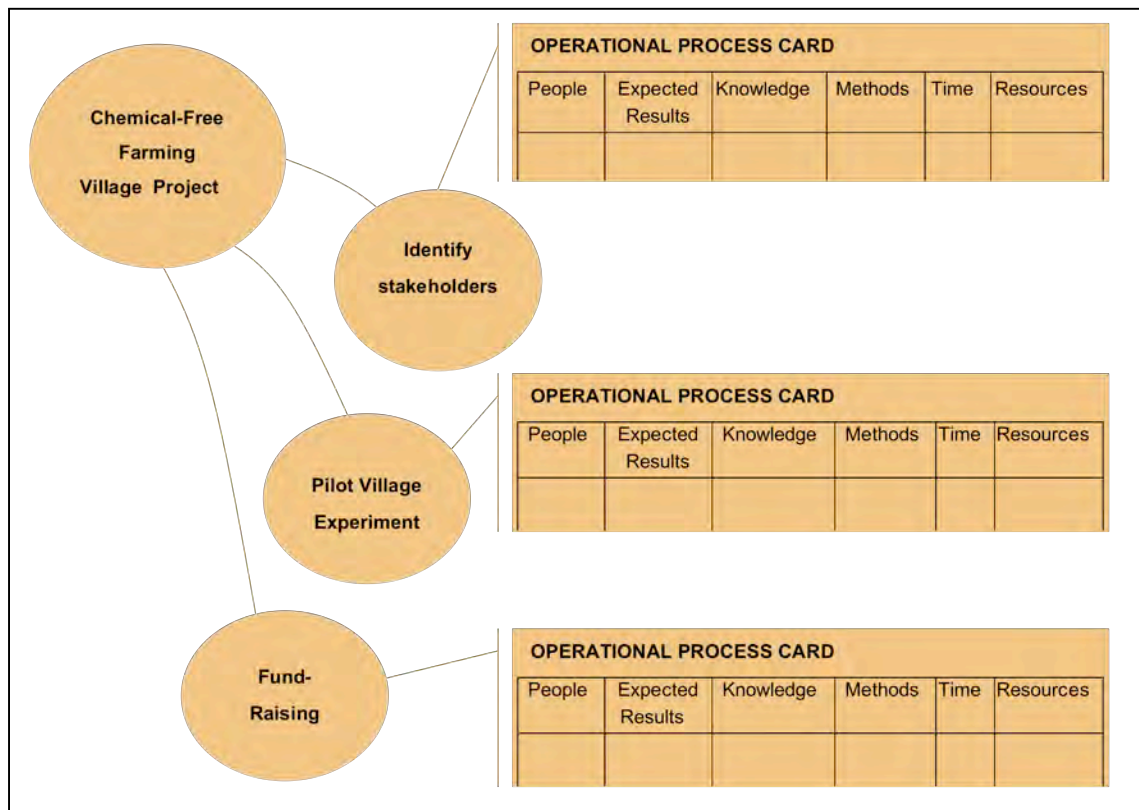 Chemical-Free
Farming
Village Project
OPERATIONAL PROCESS CARD
People Expected Knowledge Methods Time Resources
Results
Identify
stakeholders
OPERATIONAL PROCESS CARD
People Expected Knowledge Methods Time Resources
Results
Pilot Village
Experiment
OPERATIONAL PROCESS CARD
People Expected Knowledge Methods Time Resources
Results
Fund-
Raising